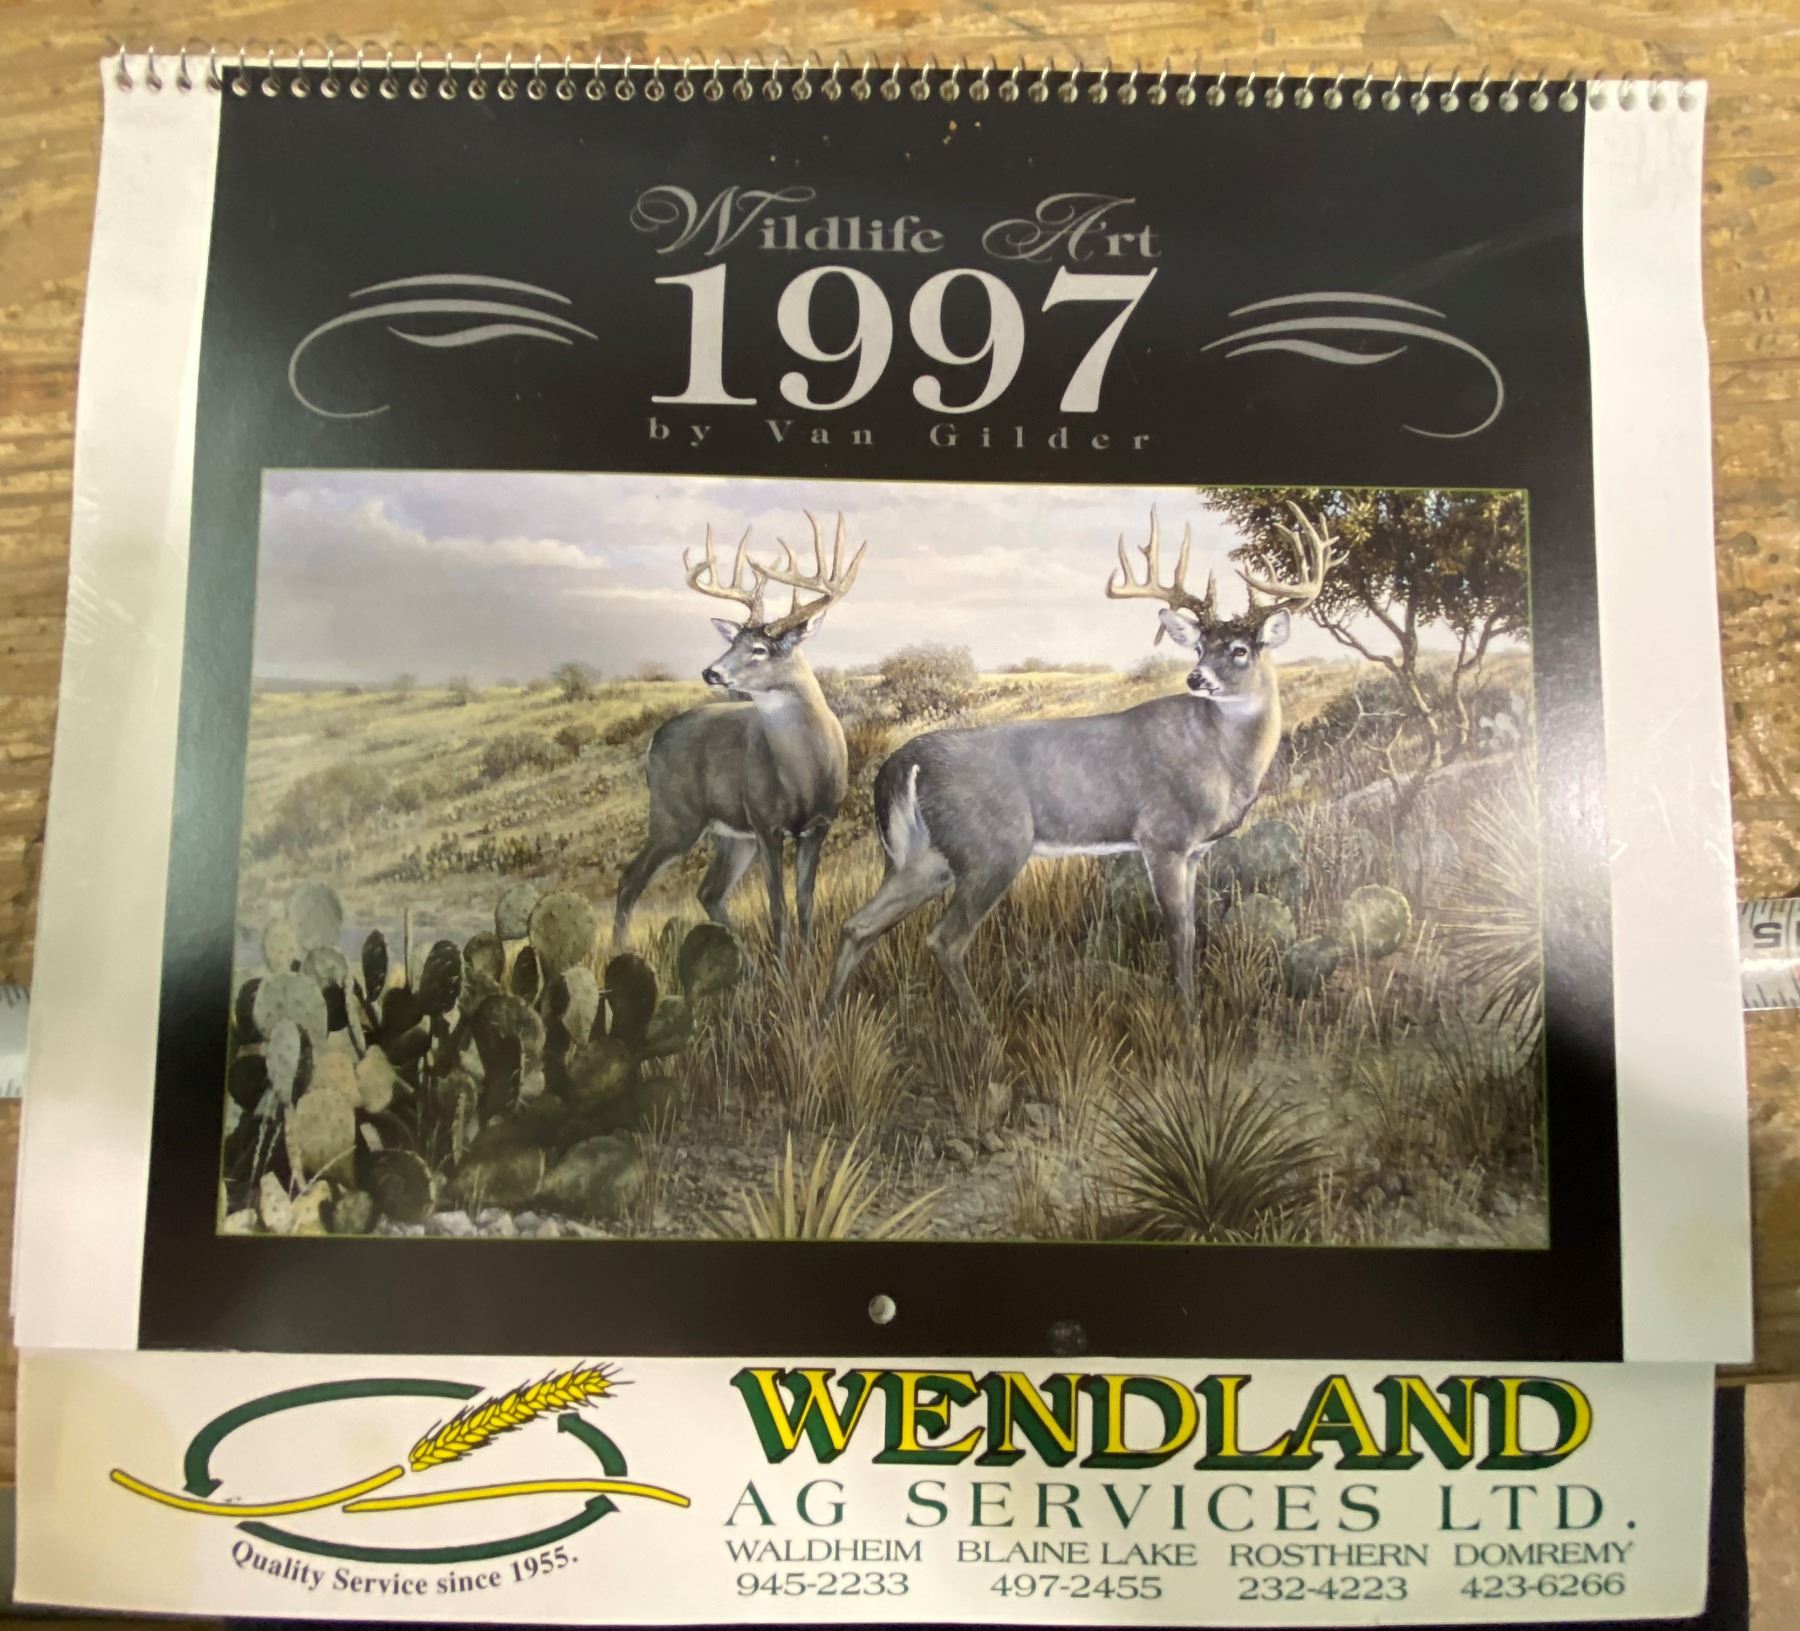 Wildlife Art
1997
by Van Gilder
WENDLAND
AG SERVICES LTD.
WALDHEIM BLAINE LAKE ROSTHERN DOMREMY
945-2233 497-2455 232-4223 423-6266
Quality Service since 1955.
5